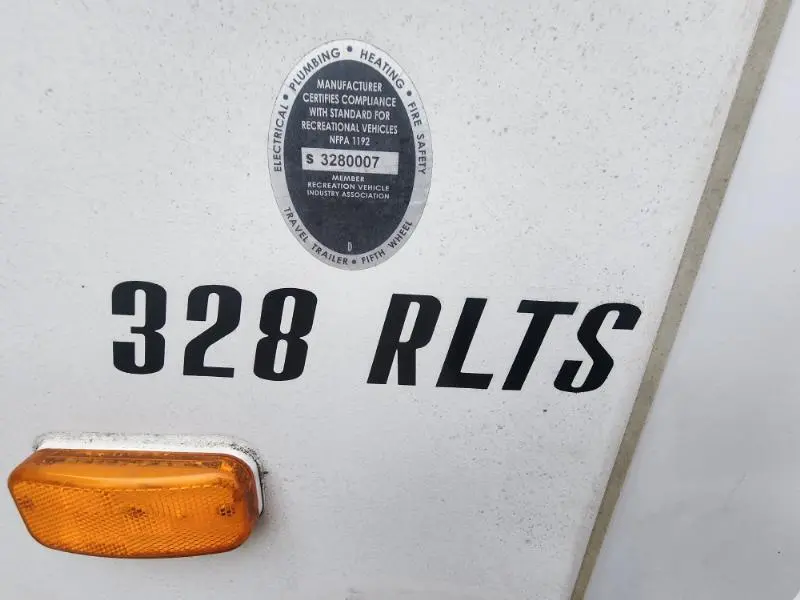 ELECTRICAL • PLUMBING • HEATING • FIRE SAFETY
MANUFACTURER
CERTIFIES COMPLIANCE
WITH STANDARD FOR
RECREATIONAL VEHICLES
NFPA 1192
S 3280007
MEMBER
RECREATION VEHICLE
INDUSTRY ASSOCIATION
D
TRAVEL TRAILER • FIFTH WHEEL
328 RLTS